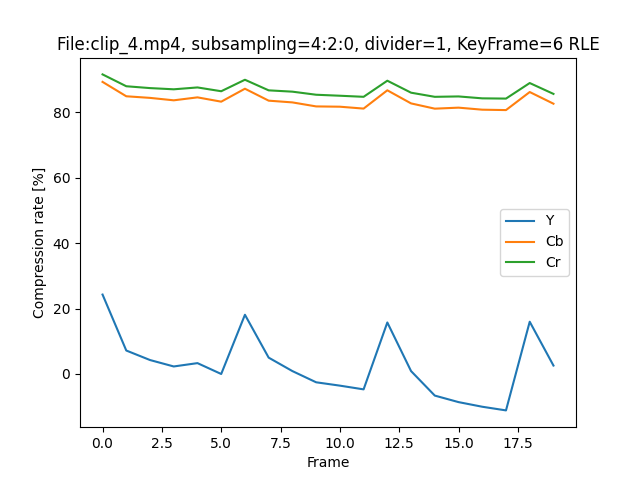 File:clip_4.mp4, subsampling=4:2:0, divider=1, KeyFrame=6 RLE
Compression rate [%]
80
60
40
20
0
Y
Cb
Cr
0.0 2.5 5.0 7.5 10.0 12.5 15.0 17.5
Frame